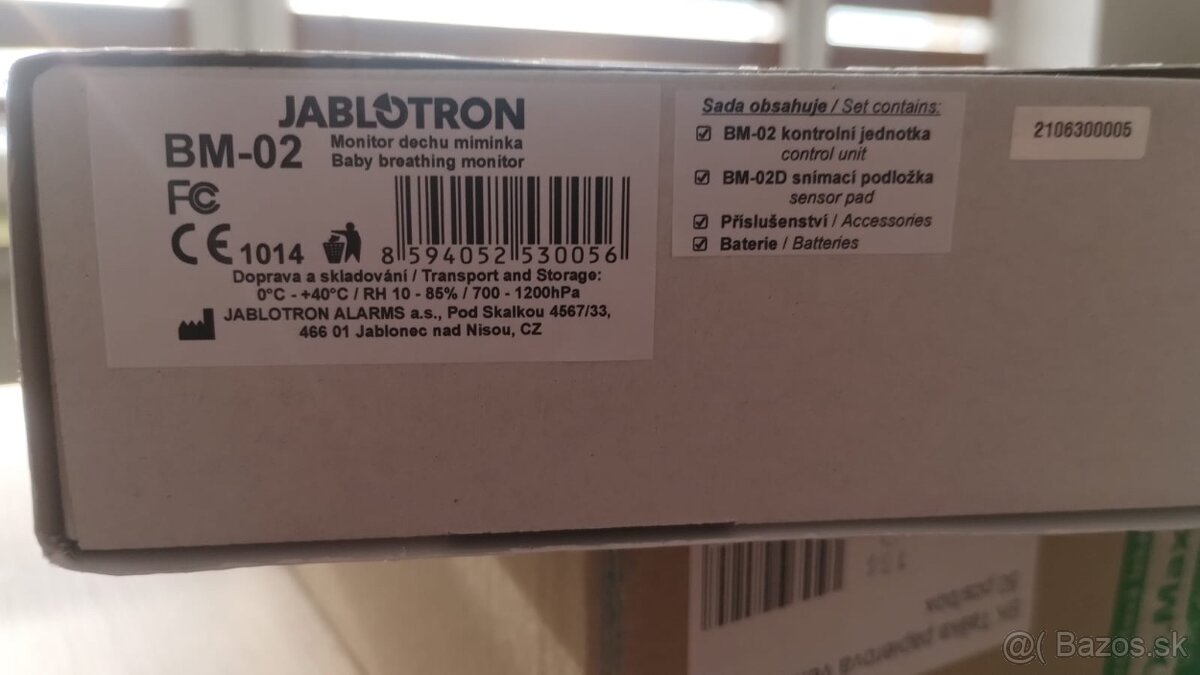 JABLOTRON
BM-02
Monitor dechu miminka
Baby breathing monitor
FC
CE 1014
8 594052 530056
Doprava a skladování / Transport and Storage:
0°C - +40°C / RH 10 - 85% / 700 - 1200hPa
JABLOTRON ALARMS a.s., Pod Skalkou 4567/33,
466 01 Jablonec nad Nisou, CZ
Sada obsahuje / Set contains:
BM-02 kontrolní jednotka
control unit
BM-02D snímací podložka
sensor pad
Příslušenství / Accessories
Baterie / Batteries
2106300005
@( Bazos.sk